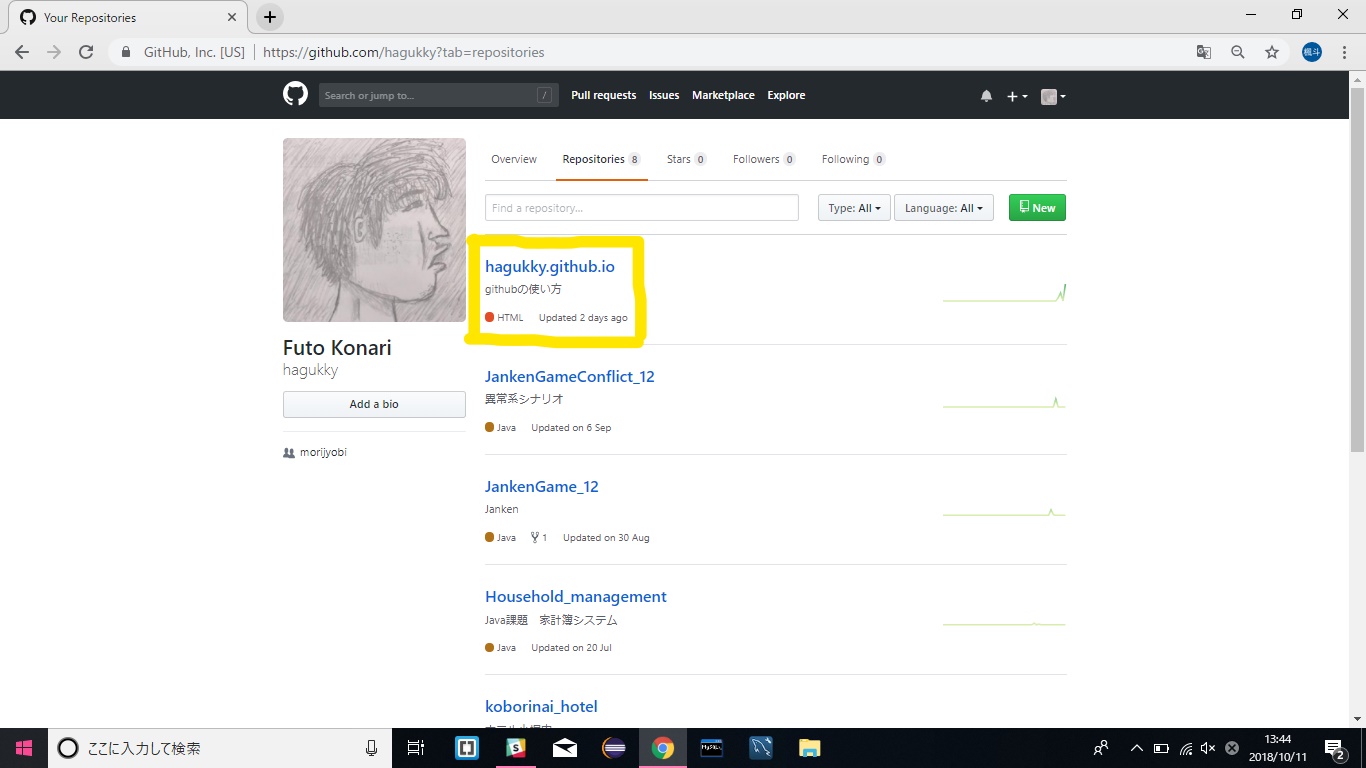 Your Repositories
GitHub, Inc. [US] https://github.com/hagukky?tab=repositories
楓斗
Search or jump to... /
Pull requests Issues Marketplace Explore
Overview Repositories 8 Stars 0 Followers 0 Following 0
Find a repository...
Type: All Language: All New
hagukky.github.io
githubの使い方
HTML Updated 2 days ago
Futo Konari
hagukky
Add a bio
morijyobi
JankenGameConflict_12
異常系シナリオ
Java Updated on 6 Sep
JankenGame_12
Janken
Java 1 Updated on 30 Aug
Household_management
Java課題 家計簿システム
Java Updated on 20 Jul
koborinai_hotel
ここに入力して検索
MySQL
13:44
2018/10/11
2